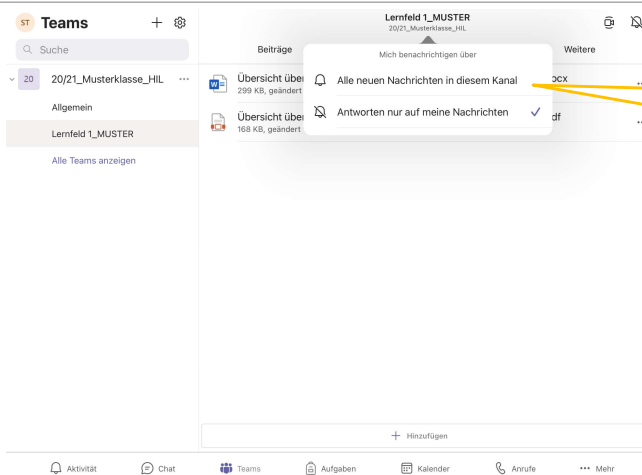 ST Teams
Suche
20 20/21_Musterklasse_HIL
Allgemein
Lernfeld 1_MUSTER
Alle Teams anzeigen
Lernfeld 1_MUSTER
20/21_Musterklasse_HIL
Beiträge Weitere
Mich benachrichtigen über
Alle neuen Nachrichten in diesem Kanal
Antworten nur auf meine Nachrichten
Übersicht über ocx
299 KB, geändert
Übersicht über df
168 KB, geändert
Hinzufügen
Aktivität Chat Teams Aufgaben Kalender Anrufe Mehr